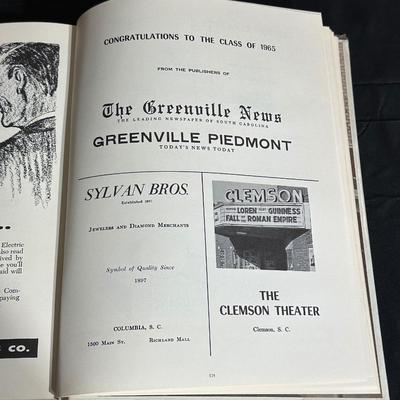 CONGRATULATIONS TO THE CLASS OF 1965
FROM THE PUBLISHERS OF
The Greenville News
THE LEADING NEWSPAPER OF SOUTH CAROLINA
GREENVILLE PIEDMONT
TODAY'S NEWS TODAY
SYLVAN BROS.
Established 1897
JEWELERS AND DIAMOND MERCHANTS
Symbol of Quality Since
1897
COLUMBIA, S. C.
1500 MAIN ST. RICHLAND MALL
CLEMSON
LOREN GUINNESS
FALL OF ROMAN EMPIRE
THE
CLEMSON THEATER
Clemson, S. C.
Electric
also read
ived by
e you'll
aid will
Com-
paying
CO.